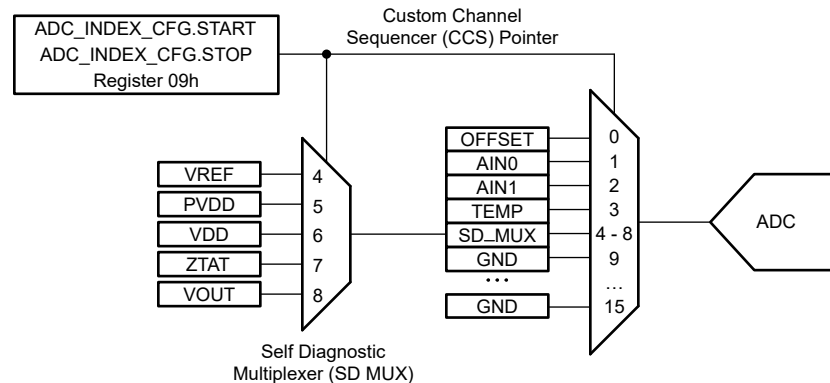 ADC_INDEX_CFG.START
ADC_INDEX_CFG.STOP
Register 09h
Custom Channel
Sequencer (CCS) Pointer
VREF
PVDD
VDD
ZTAT
VOUT
4
5
6
7
8
Self Diagnostic
Multiplexer (SD MUX)
OFFSET
AIN0
AIN1
TEMP
SD_MUX
GND
...
GND
0
1
2
3
4 - 8
9
...
15
ADC